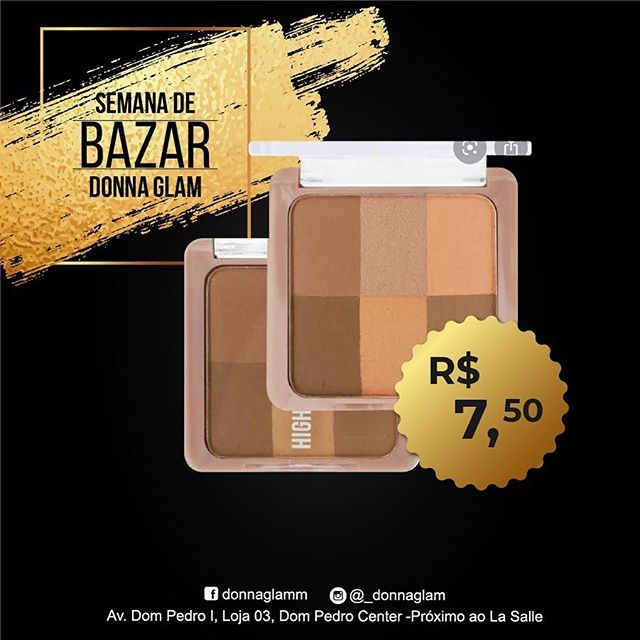 SEMANA DE
BAZAR
DONNA GLAM
HIGH
R$
7,50
donnaglamm @_donnaglam
Av. Dom Pedro I, Loja 03, Dom Pedro Center -Próximo ao La Salle